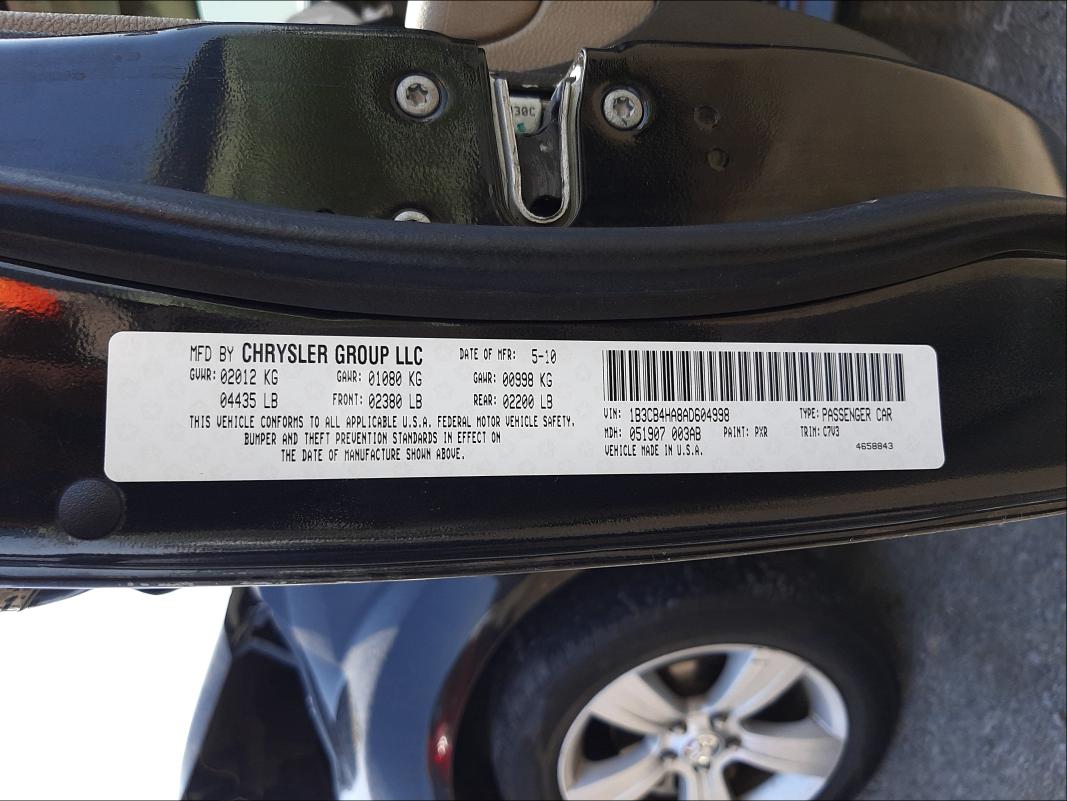 30C
MFD BY CHRYSLER GROUP LLC DATE OF MFR: 5-10
GVWR: 02012 KG GAWR: 01080 KG GAWR: 00998 KG
04435 LB FRONT: 02380 LB REAR: 02200 LB
THIS VEHICLE CONFORMS TO ALL APPLICABLE U.S.A. FEDERAL MOTOR VEHICLE SAFETY,
BUMPER AND THEFT PREVENTION STANDARDS IN EFFECT ON
THE DATE OF MANUFACTURE SHOWN ABOVE.
VIN: 1B3CB4HA8AD604998 TYPE: PASSENGER CAR
MDH: 051907 003AB PAINT: PXR TRIM: C7V3
VEHICLE MADE IN U.S.A. 4658843